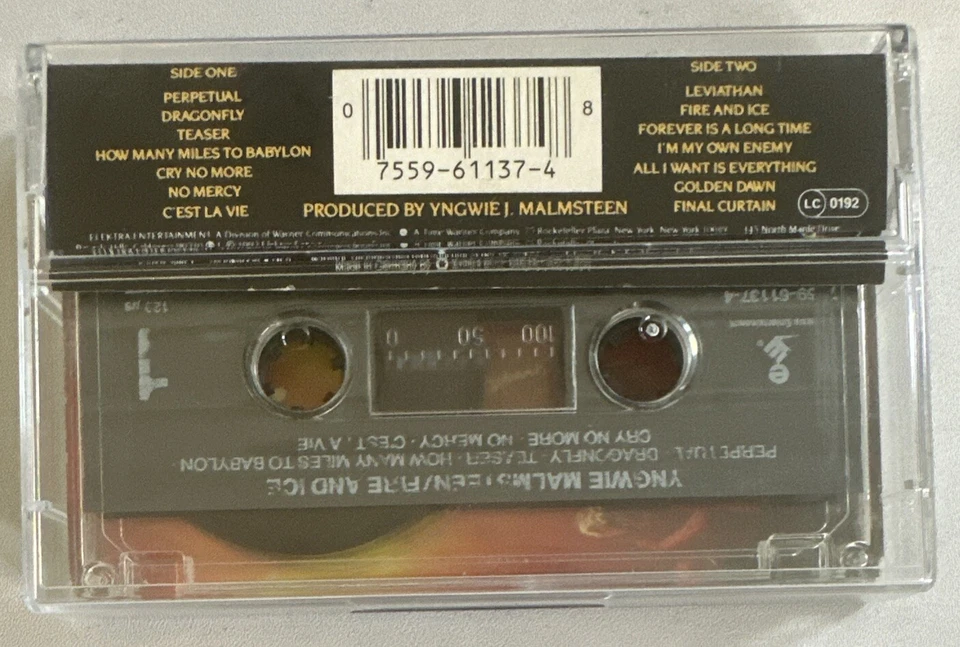 SIDE ONE
PERPETUAL
DRAGONFLY
TEASER
HOW MANY MILES TO BABYLON
CRY NO MORE
NO MERCY
C'EST LA VIE
0 8
7559-61137-4
PRODUCED BY YNGWIE J. MALMSTEEN
SIDE TWO
LEVIATHAN
FIRE AND ICE
FOREVER IS A LONG TIME
I'M MY OWN ENEMY
ALL I WANT IS EVERYTHING
GOLDEN DAWN
FINAL CURTAIN
LC 0192
ELEKTRA ENTERTAINMENT A Division of Warner Communications Inc. A Time Warner Company Rockefeller Plaza New York New York North Maple Drive
YNGWIE MALMSTEEN/FIRE AND ICE
PERPETUAL · DRAGONFLY · TEASER · HOW MANY MILES TO BABYLON ·
CRY NO MORE · NO MERCY · C'EST LA VIE
100 50 0
59-61137-4
e
1